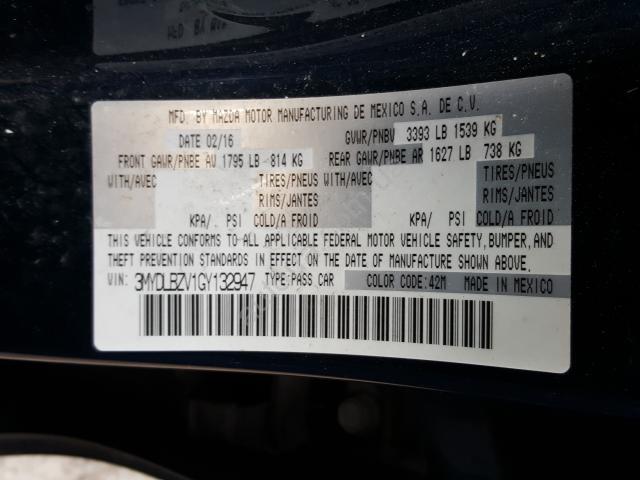 MFD. BY MAZDA MOTOR MANUFACTURING DE MEXICO S.A. DE C.V.
DATE 02/16 GVWR/PNBV 3393 LB 1539 KG
FRONT GAWR/PNBE AV 1795 LB 814 KG REAR GAWR/PNBE AR 1627 LB 738 KG
WITH/AVEC TIRES/PNEUS WITH/AVEC TIRES/PNEUS
RIMS/JANTES RIMS/JANTES
KPA/ PSI COLD/A FROID KPA/ PSI COLD/A FROID
THIS VEHICLE CONFORMS TO ALL APPLICABLE FEDERAL MOTOR VEHICLE SAFETY, BUMPER, AND
THEFT PREVENTION STANDARDS IN EFFECT ON THE DATE OF MANUFACTURE SHOWN ABOVE.
VIN: 3MYDLBZV1GY132947 TYPE:PASS CAR COLOR CODE:42M MADE IN MEXICO